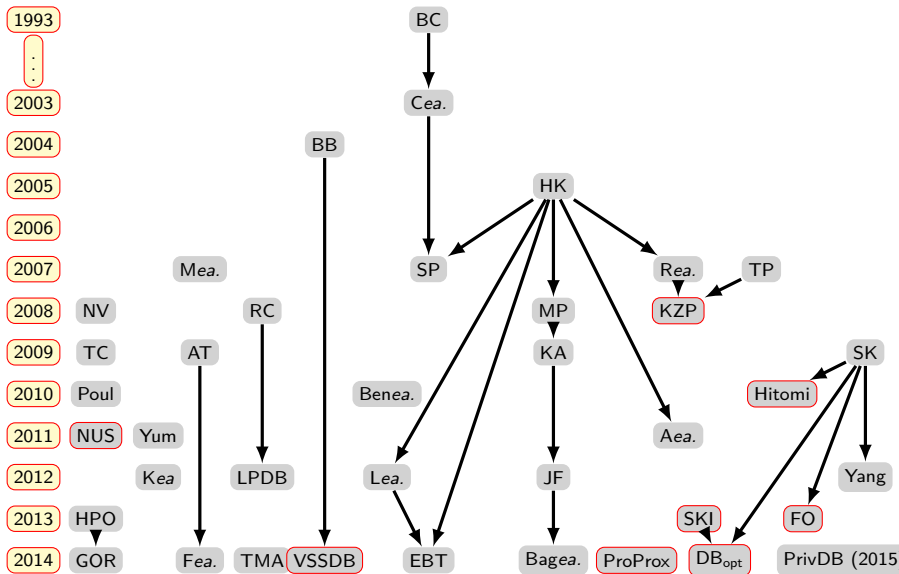 1993 BC
...
2003 Cea.
2004 BB
2005 HK
2006
2007 Mea. SP Rea. TP
2008 NV RC MP KZP
2009 TC AT KA SK
2010 Poul Benea. Hitomi
2011 NUS Yum Aea.
2012 Kea LPDB Lea. JF Yang
2013 HPO SKI FO
2014 GOR Fea. TMA VSSDB EBT Bagea. ProProx DBopt PrivDB (2015